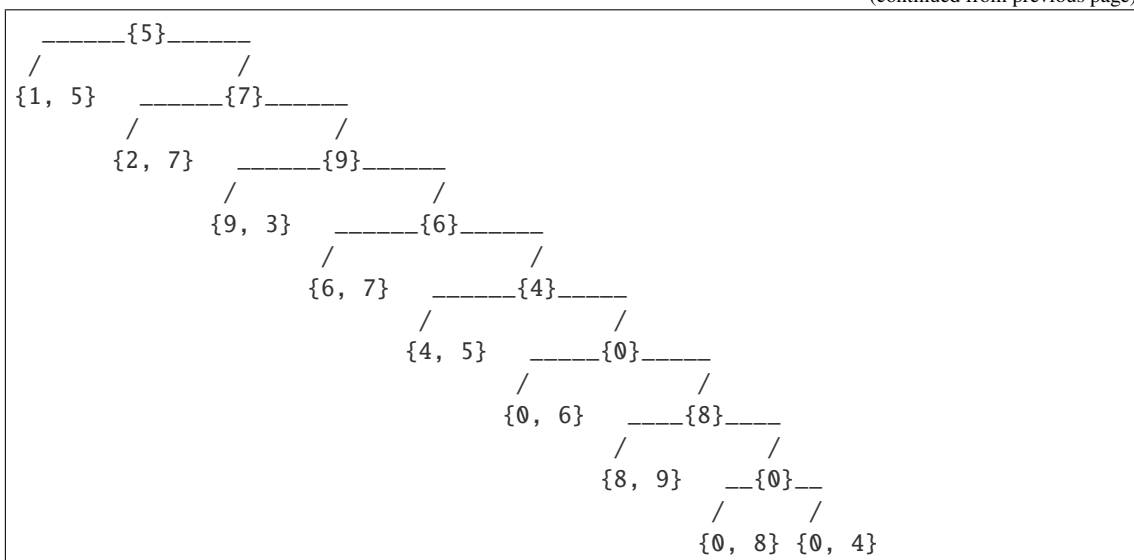 (continued from previous page)
  ______{5}______
 /               /
{1, 5}   ______{7}______
        /               /
       {2, 7}   ______{9}______
               /               /
              {9, 3}   ______{6}______
                      /               /
                     {6, 7}   ______{4}_____
                             /              /
                            {4, 5}   _____{0}_____
                                    /             /
                                   {0, 6}   ____{8}____
                                           /           /
                                          {8, 9}   __{0}__
                                                  /      /
                                                 {0, 8} {0, 4}